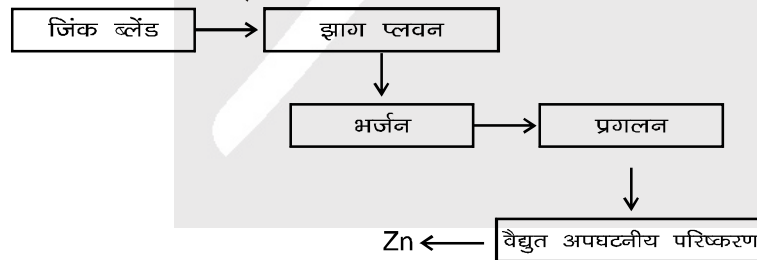 जिंक ब्लेंड
झाग प्लवन
भर्जन
प्रगलन
वैद्युत अपघटनीय परिष्करण
Zn